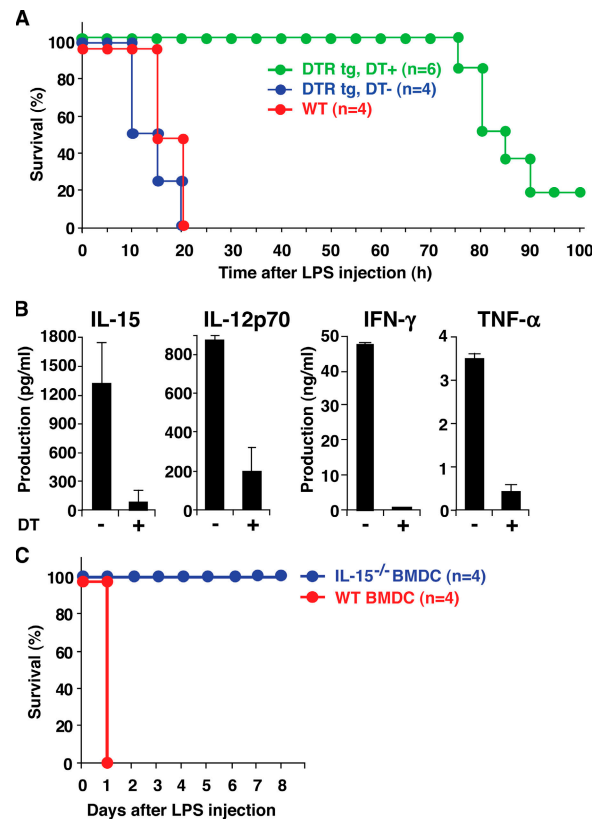 A
Survival (%)
100
80
60
40
20
0
DTR tg, DT+ (n=6)
DTR tg, DT- (n=4)
WT (n=4)
0 10 20 30 40 50 60 70 80 90 100
Time after LPS injection (h)
B
IL-15 IL-12p70 IFN-γ TNF-α
Production (pg/ml)
1800
1500
1200
900
600
300
0
800
600
400
200
0
Production (ng/ml)
50
40
30
20
10
0
4
3
2
1
0
DT - + - + - + - +
C
Survival (%)
100
80
60
40
20
0
IL-15-/- BMDC (n=4)
WT BMDC (n=4)
0 1 2 3 4 5 6 7 8
Days after LPS injection